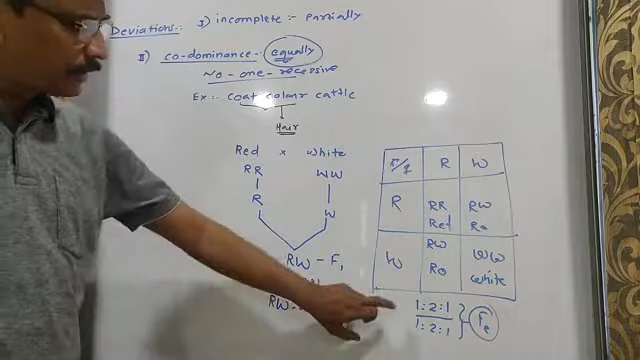 Deviations:- I) incomplete :- partially
II) co-dominance:- equally
No-one-recessive
Ex:- coat colour cattle
Hair
Red x white
RR WW
R W
RW - F1
RW
♂/♀ R W
R RR Red RW Ro
W RW Ro WW white
1:2:1
1:2:1